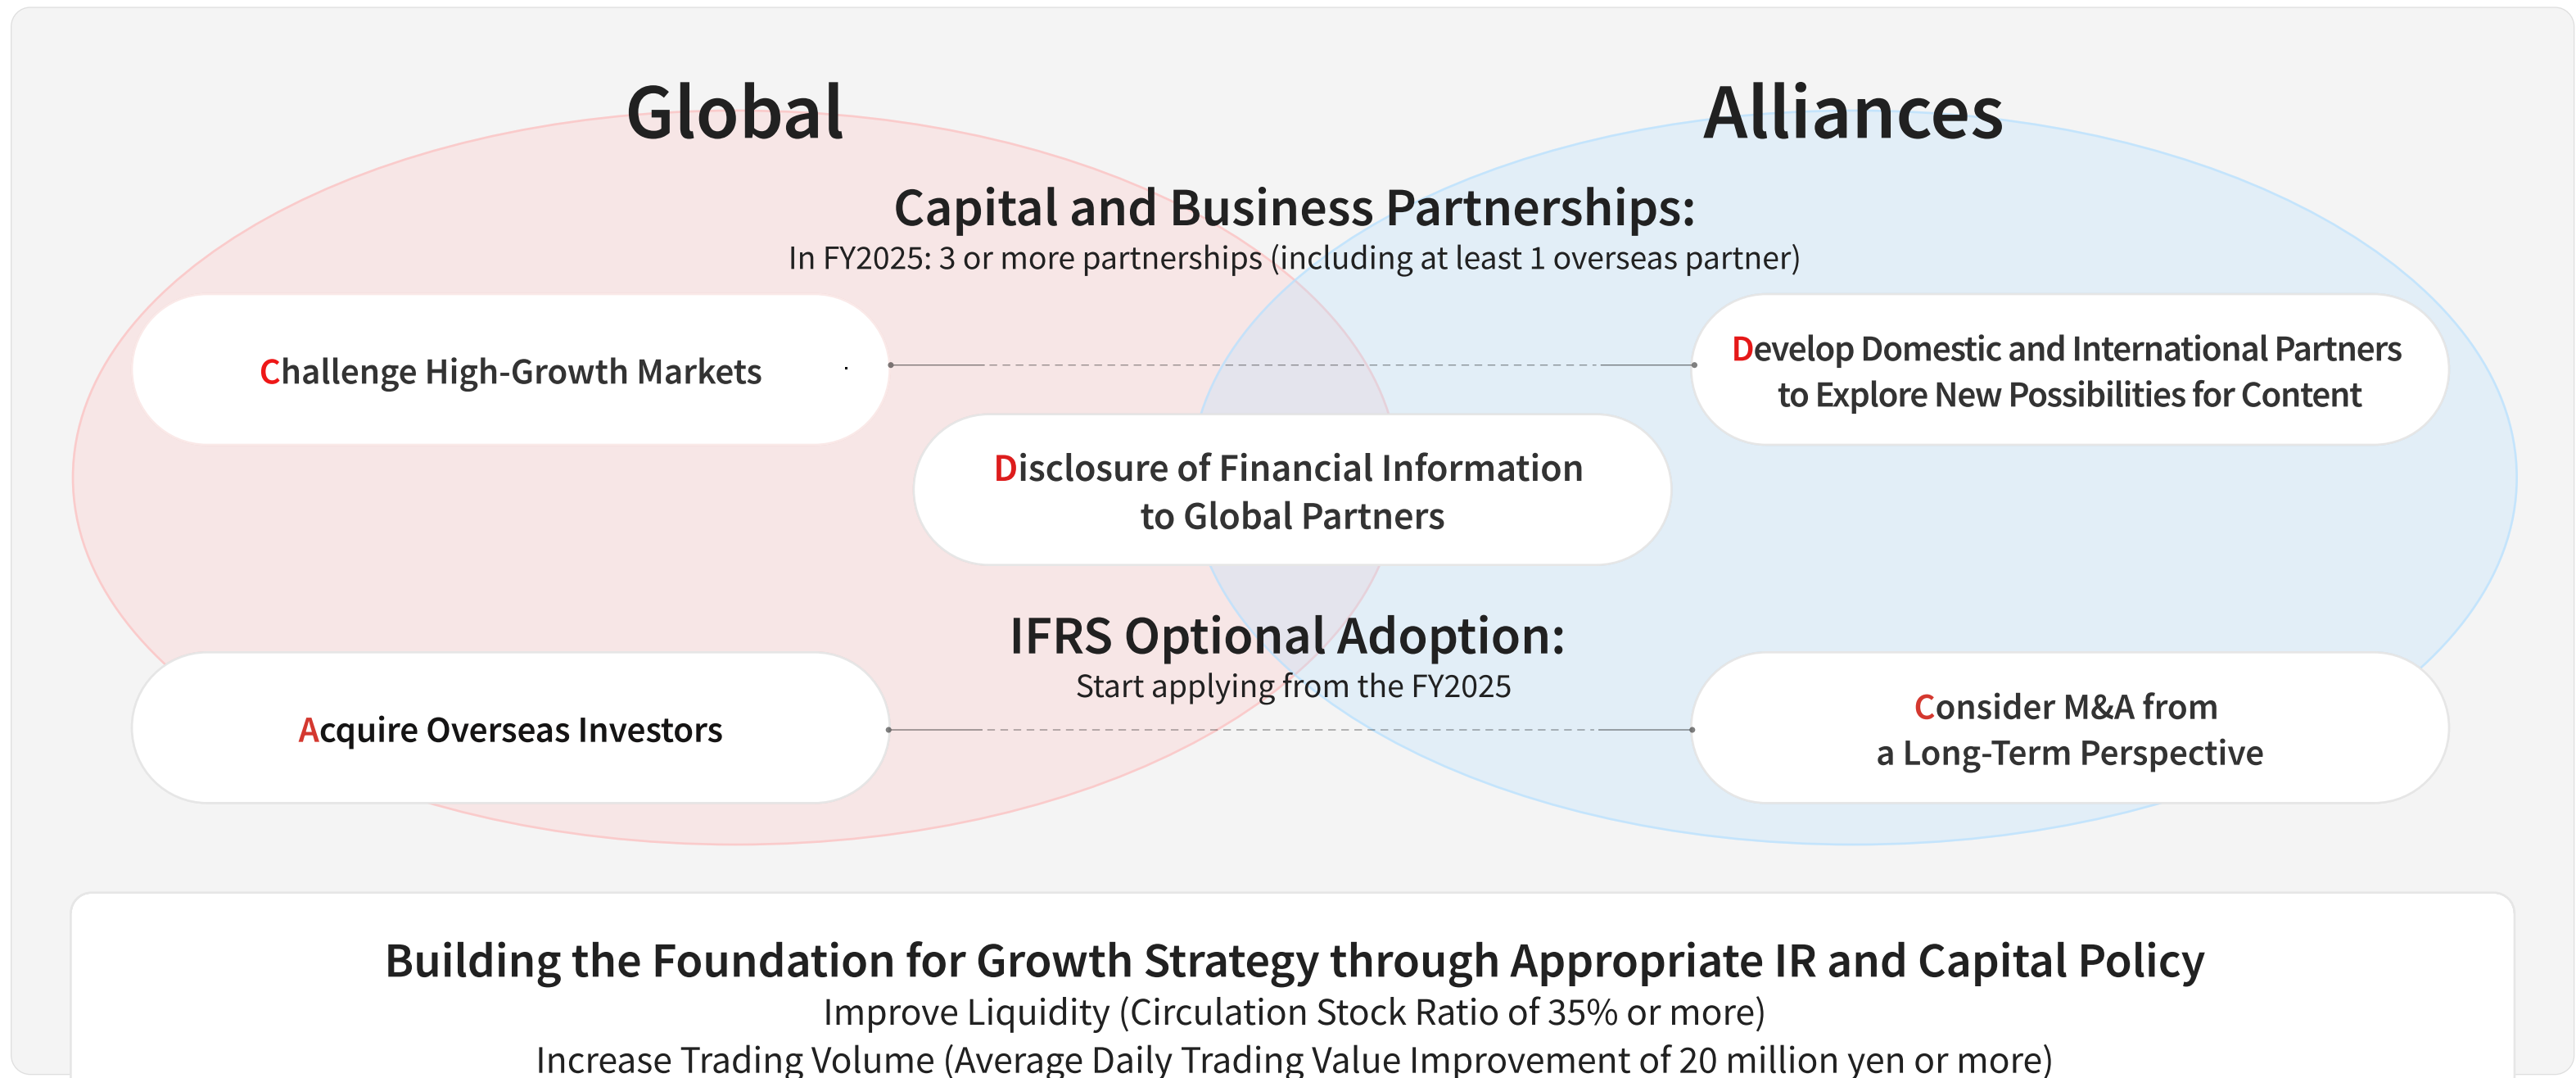 Global
Alliances
Capital and Business Partnerships:
In FY2025: 3 or more partnerships (including at least 1 overseas partner)
Challenge High-Growth Markets
Develop Domestic and International Partners
to Explore New Possibilities for Content
Disclosure of Financial Information
to Global Partners
IFRS Optional Adoption:
Start applying from the FY2025
Acquire Overseas Investors
Consider M&A from
a Long-Term Perspective
Building the Foundation for Growth Strategy through Appropriate IR and Capital Policy
Improve Liquidity (Circulation Stock Ratio of 35% or more)
Increase Trading Volume (Average Daily Trading Value Improvement of 20 million yen or more)